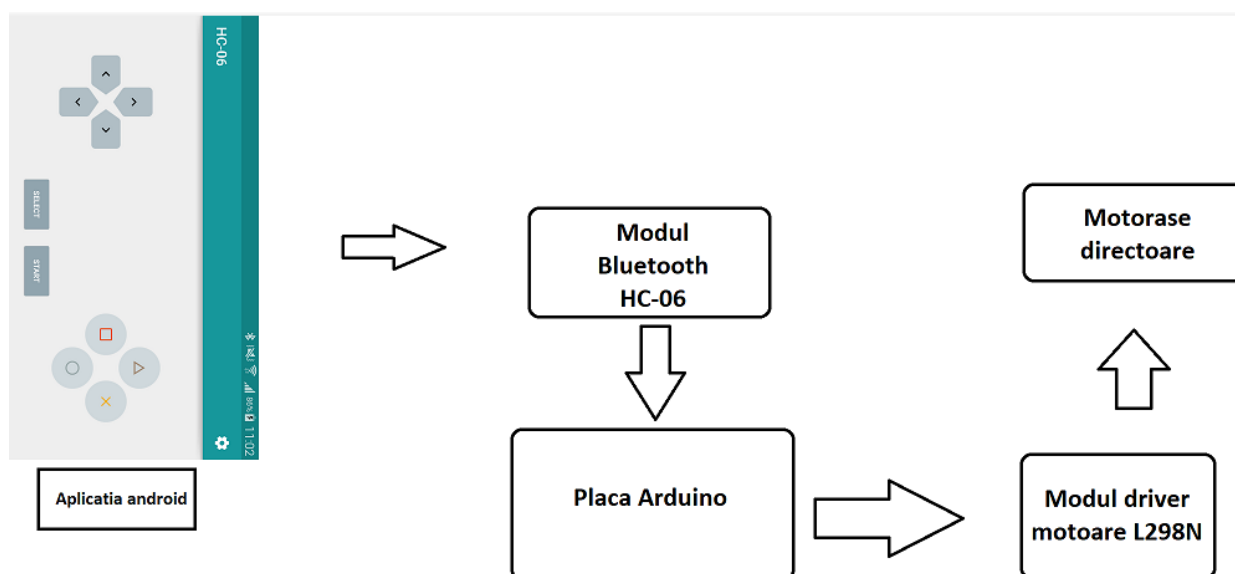 HC-06
86% 11:02
SELECT
START
Aplicatia android
Modul
Bluetooth
HC-06
Placa Arduino
Motorase
directoare
Modul driver
motoare L298N